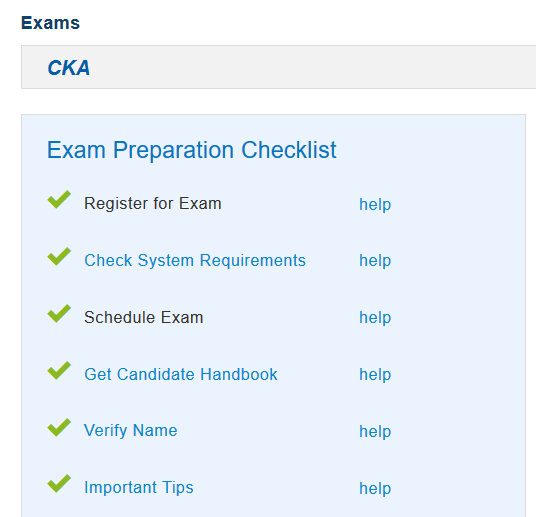 Exams
CKA
Exam Preparation Checklist
Register for Exam help
Check System Requirements help
Schedule Exam help
Get Candidate Handbook help
Verify Name help
Important Tips help